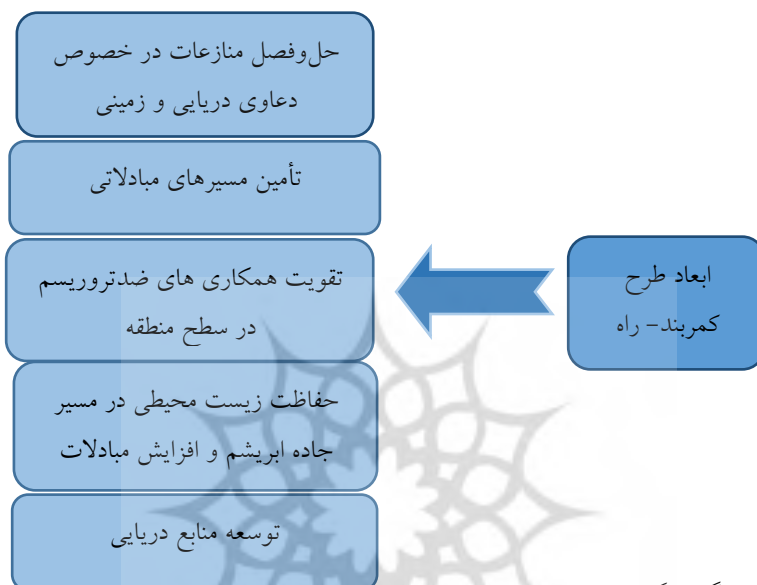 حل‌وفصل منازعات در خصوص
دعاوی دریایی و زمینی
تأمین مسیرهای مبادلاتی
تقویت همکاری های ضدتروریسم
در سطح منطقه
حفاظت زیست محیطی در مسیر
جاده ابریشم و افزایش مبادلات
توسعه منابع دریایی
ابعاد طرح
کمربند- راه